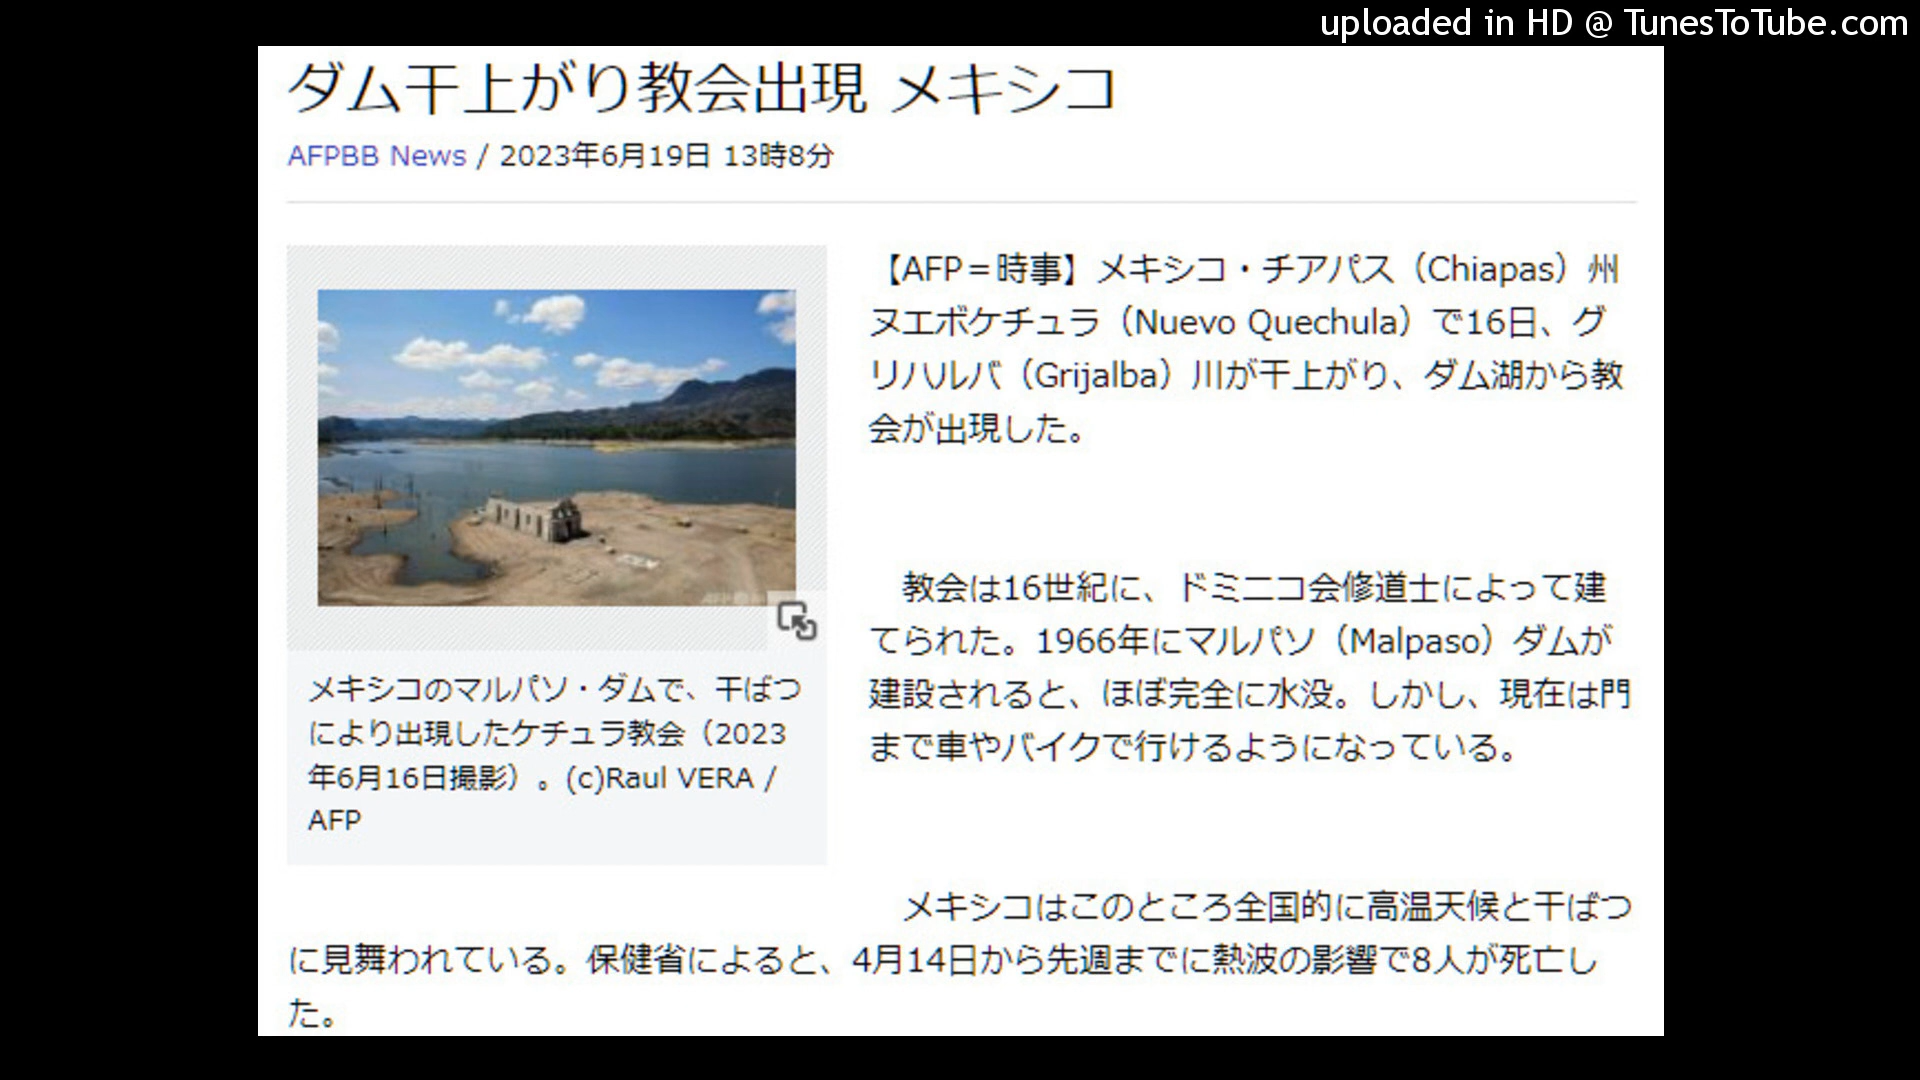 uploaded in HD @ TunesToTube.com
ダム干上がり教会出現 メキシコ
AFPBB News / 2023年6月19日 13時8分
【AFP＝時事】メキシコ・チアパス（Chiapas）州
ヌエボケチュラ（Nuevo Quechula）で16日、グ
リハルバ（Grijalba）川が干上がり、ダム湖から教
会が出現した。
教会は16世紀に、ドミニコ会修道士によって建
てられた。1966年にマルパソ（Malpaso）ダムが
建設されると、ほぼ完全に水没。しかし、現在は門
まで車やバイクで行けるようになっている。
メキシコのマルパソ・ダムで、干ばつ
により出現したケチュラ教会（2023
年6月16日撮影）。(c)Raul VERA /
AFP
メキシコはこのところ全国的に高温天候と干ばつ
に見舞われている。保健省によると、4月14日から先週までに熱波の影響で8人が死亡し
た。